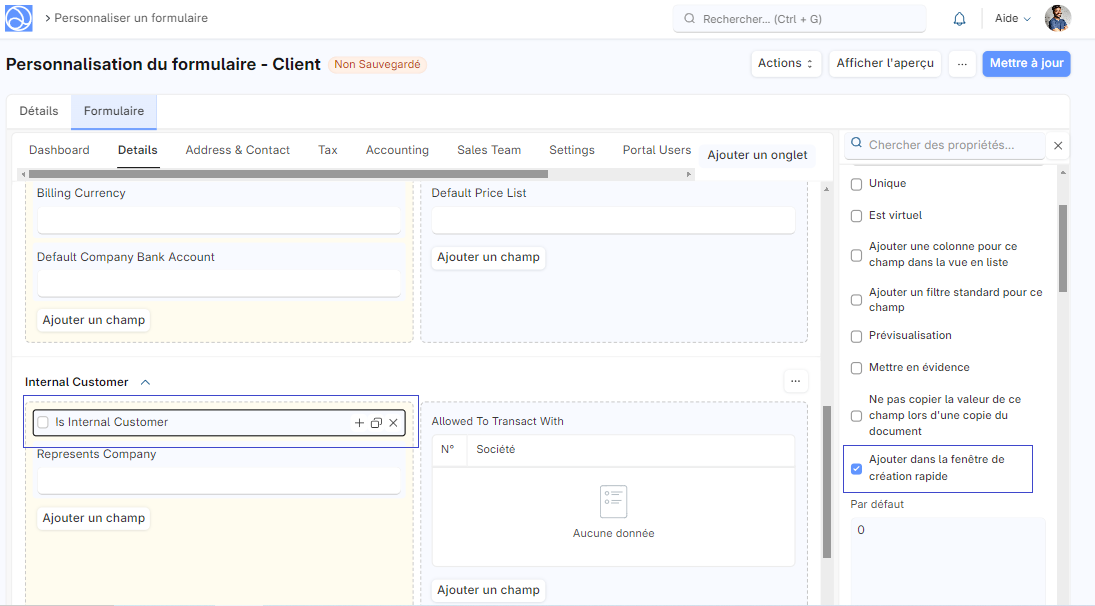 Personnaliser un formulaire
Rechercher... (Ctrl + G)
Aide
Personnalisation du formulaire - Client
Non Sauvegardé
Actions
Afficher l'aperçu
...
Mettre à jour
Détails
Formulaire
Dashboard
Details
Address & Contact
Tax
Accounting
Sales Team
Settings
Portal Users
Ajouter un onglet
Billing Currency
Default Company Bank Account
Ajouter un champ
Default Price List
Ajouter un champ
Internal Customer
...
Is Internal Customer
Represents Company
Ajouter un champ
Allowed To Transact With
N°
Société
Aucune donnée
Ajouter un champ
Chercher des propriétés...
Unique
Est virtuel
Ajouter une colonne pour ce
champ dans la vue en liste
Ajouter un filtre standard pour ce
champ
Prévisualisation
Mettre en évidence
Ne pas copier la valeur de ce
champ lors d'une copie du
document
Ajouter dans la fenêtre de
création rapide
Par défaut
0